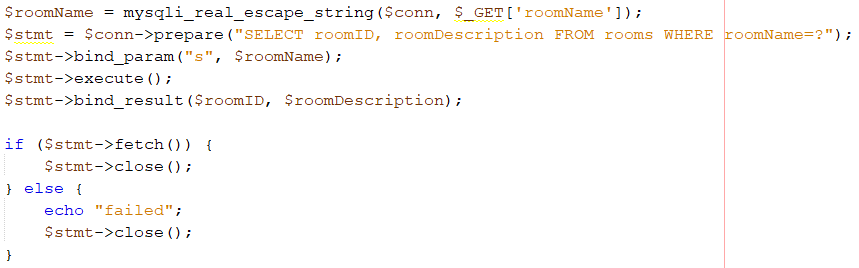 $roomName = mysqli_real_escape_string($conn, $_GET['roomName']);
$stmt = $conn->prepare("SELECT roomID, roomDescription FROM rooms WHERE roomName=?");
$stmt->bind_param("s", $roomName);
$stmt->execute();
$stmt->bind_result($roomID, $roomDescription);

if ($stmt->fetch()) {
    $stmt->close();
} else {
    echo "failed";
    $stmt->close();
}